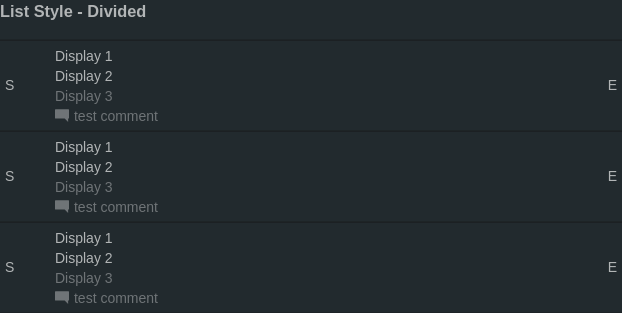 List Style - Divided
Display 1
Display 2
S
E
Display 3
test comment
Display 1
Display 2
S
E
Display 3
test comment
Display 1
Display 2
S
E
Display 3
test comment